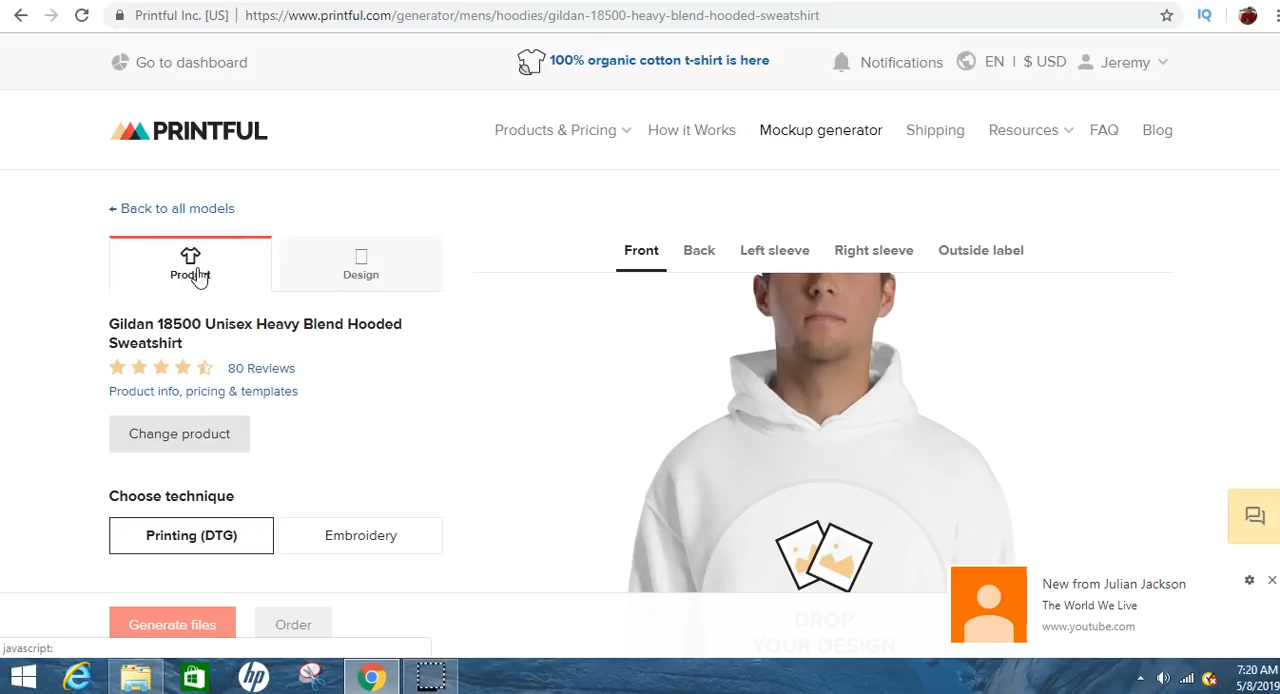 Printful Inc. [US] | https://www.printful.com/generator/mens/hoodies/gildan-18500-heavy-blend-hooded-sweatshirt
IQ
Go to dashboard
100% organic cotton t-shirt is here
Notifications
EN | $ USD
Jeremy
PRINTFUL
Products & Pricing
How it Works
Mockup generator
Shipping
Resources
FAQ
Blog
← Back to all models
Product
Design
Front
Back
Left sleeve
Right sleeve
Outside label
Gildan 18500 Unisex Heavy Blend Hooded
Sweatshirt
80 Reviews
Product info, pricing & templates
Change product
Choose technique
Printing (DTG)
Embroidery
Generate files
Order
DROP
YOUR DESIGN
New from Julian Jackson
The World We Live
www.youtube.com
javascript:
hp
7:20 AM
5/8/2019